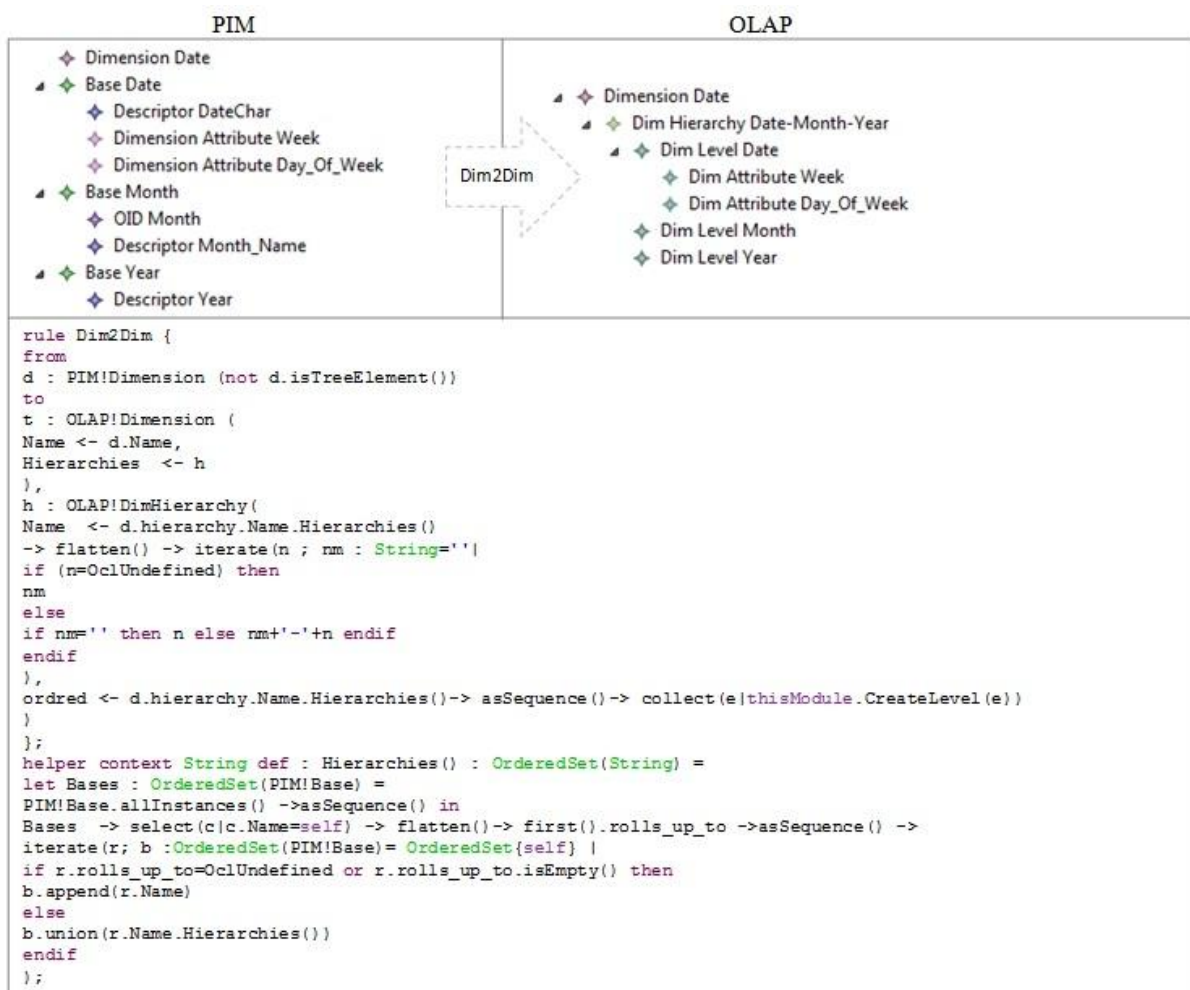 PIM
OLAP
Dimension Date
Base Date
Descriptor DateChar
Dimension Attribute Week
Dimension Attribute Day_Of_Week
Base Month
OID Month
Descriptor Month_Name
Base Year
Descriptor Year
Dim2Dim
Dimension Date
Dim Hierarchy Date-Month-Year
Dim Level Date
Dim Attribute Week
Dim Attribute Day_Of_Week
Dim Level Month
Dim Level Year
rule Dim2Dim {
from
d : PIM!Dimension (not d.isTreeElement())
to
t : OLAP!Dimension (
Name <- d.Name,
Hierarchies  <- h
),
h : OLAP!DimHierarchy(
Name  <- d.hierarchy.Name.Hierarchies()
-> flatten() -> iterate(n ; nm : String=''|
if (n=OclUndefined) then
nm
else
if nm='' then n else nm+'-'+n endif
endif
),
ordred <- d.hierarchy.Name.Hierarchies()-> asSequence()-> collect(e|thisModule.CreateLevel(e))
)
};
helper context String def : Hierarchies() : OrderedSet(String) =
let Bases : OrderedSet(PIM!Base) =
PIM!Base.allInstances() ->asSequence() in
Bases  -> select(c|c.Name=self) -> flatten()-> first().rolls_up_to ->asSequence() ->
iterate(r; b :OrderedSet(PIM!Base)= OrderedSet{self} |
if r.rolls_up_to=OclUndefined or r.rolls_up_to.isEmpty() then
b.append(r.Name)
else
b.union(r.Name.Hierarchies())
endif
);